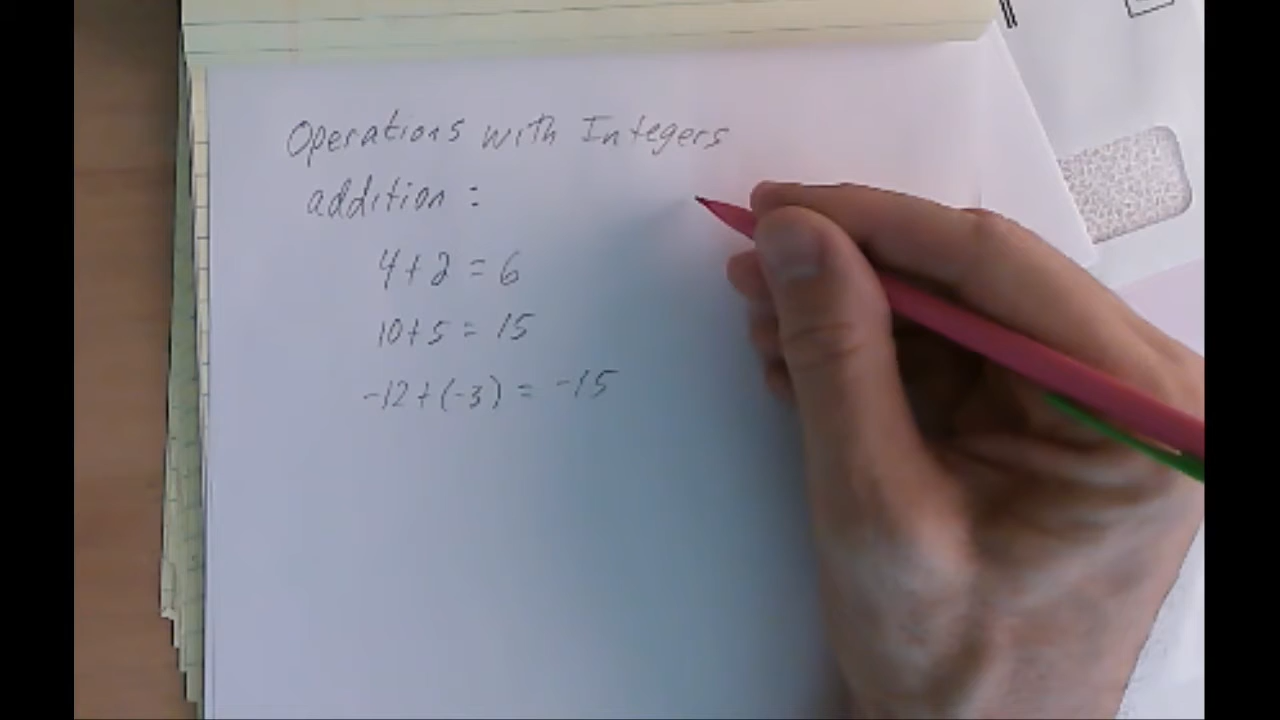 Operations with Integers
addition :
4+2 = 6
10+5 = 15
-12+(-3) = -15